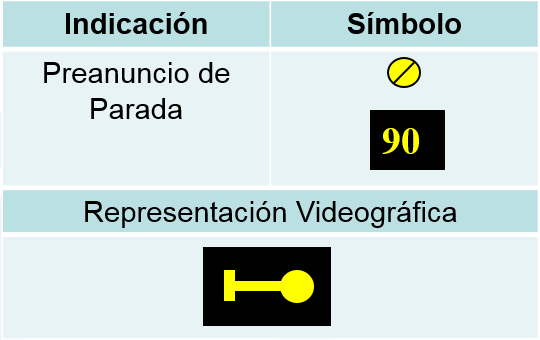 Indicación Símbolo
Preanuncio de
Parada
90
Representación Videográfica